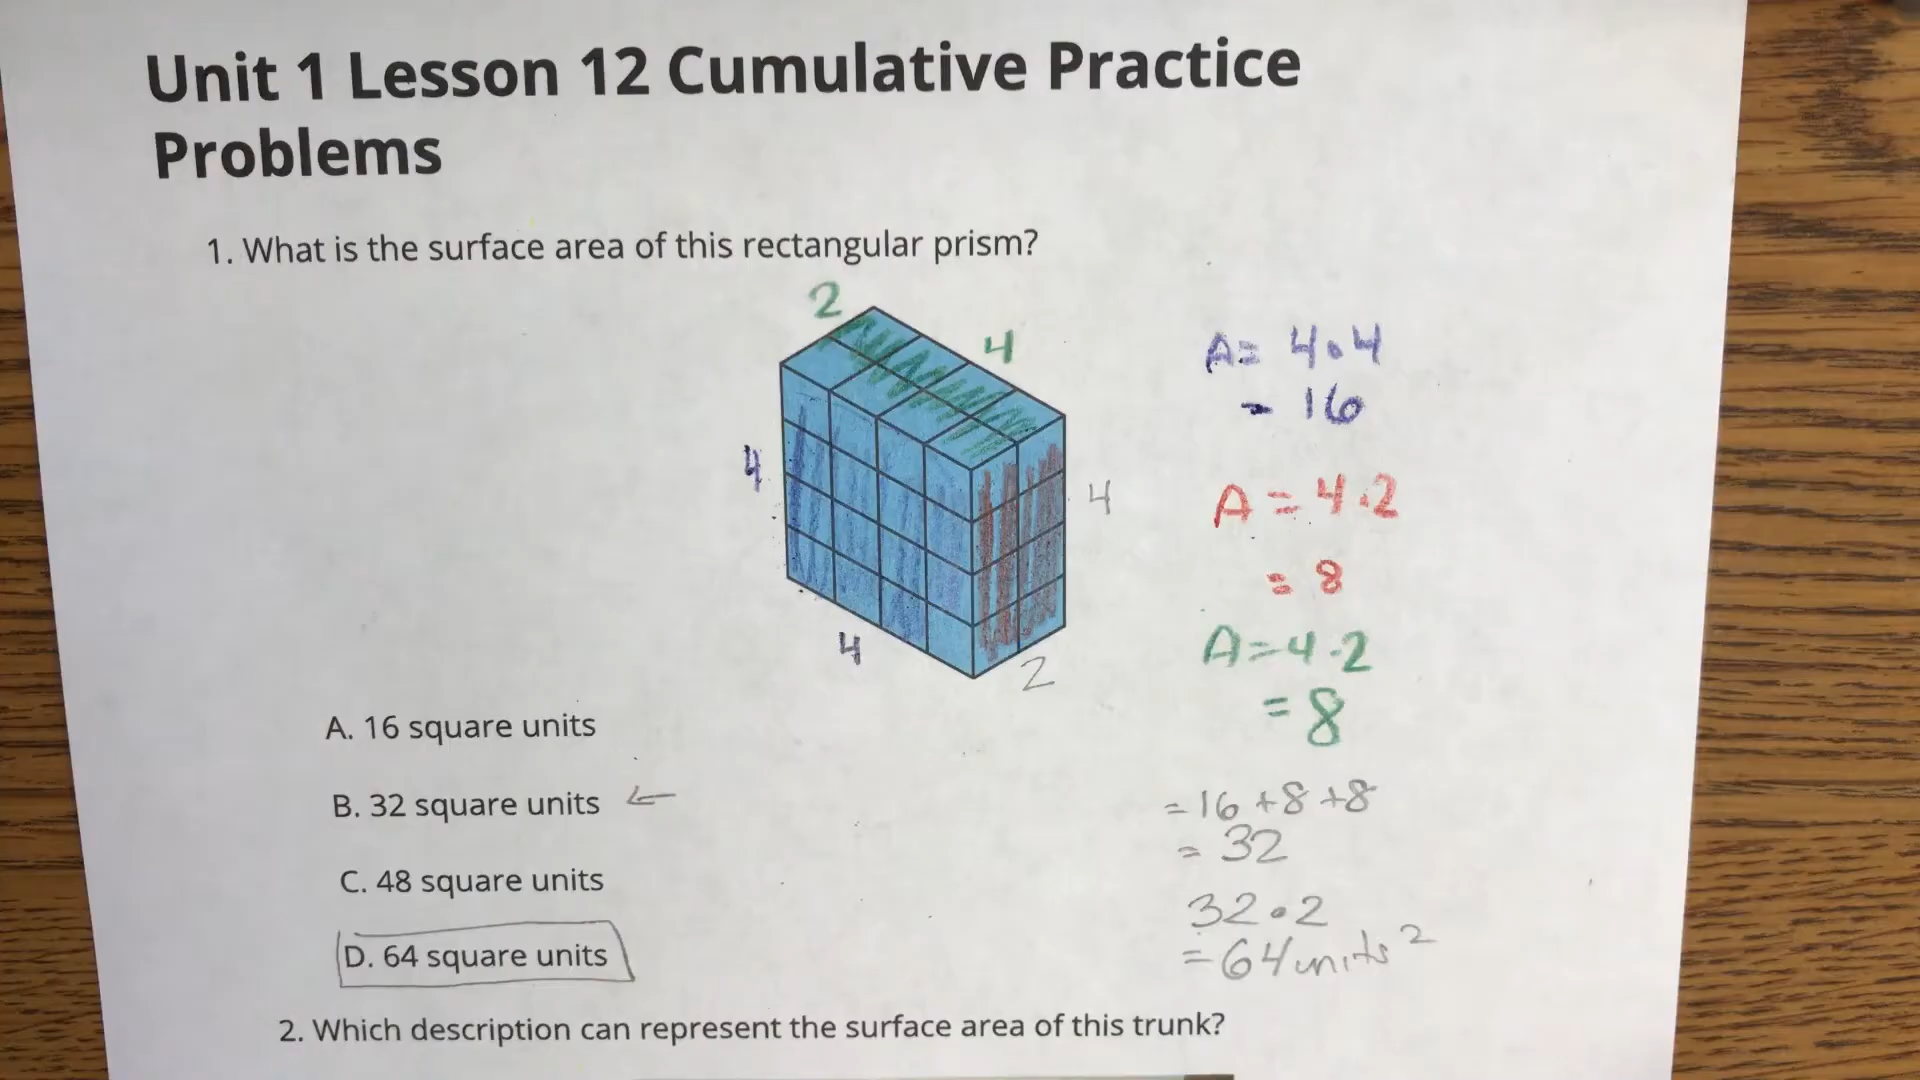 Unit 1 Lesson 12 Cumulative Practice
Problems
1. What is the surface area of this rectangular prism?
2
4
4
4
4
2
A= 4•4
- 16
A = 4.2
= 8
A=4.2
= 8
A. 16 square units
B. 32 square units ←
C. 48 square units
D. 64 square units
= 16 +8 +8
= 32
32•2
= 64 units²
2. Which description can represent the surface area of this trunk?